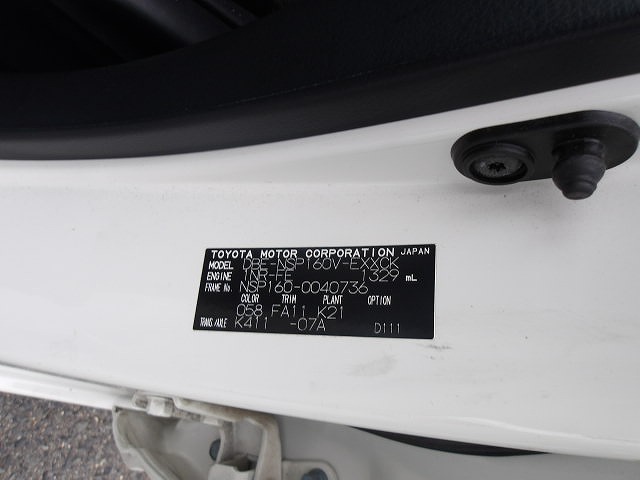 TOYOTA MOTOR CORPORATION JAPAN
MODEL DBE-NSP160V-EXXCK
ENGINE 1NR-FE 1329 mL
FRAME No. NSP160-0040736
COLOR TRIM PLANT OPTION
058 FA11 K21
TRANS./AXLE K411 -07A D111